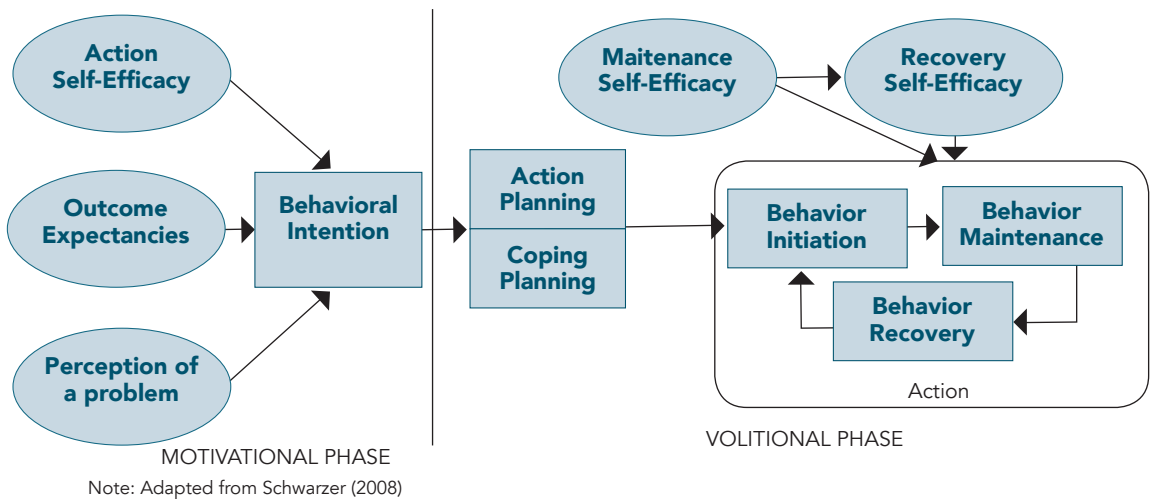 Action
Self-Efficacy
Maitenance
Self-Efficacy
Recovery
Self-Efficacy
Outcome
Expectancies
Behavioral
Intention
Action
Planning
Coping
Planning
Behavior
Initiation
Behavior
Maintenance
Behavior
Recovery
Action
Perception of
a problem
MOTIVATIONAL PHASE
VOLITIONAL PHASE
Note: Adapted from Schwarzer (2008)